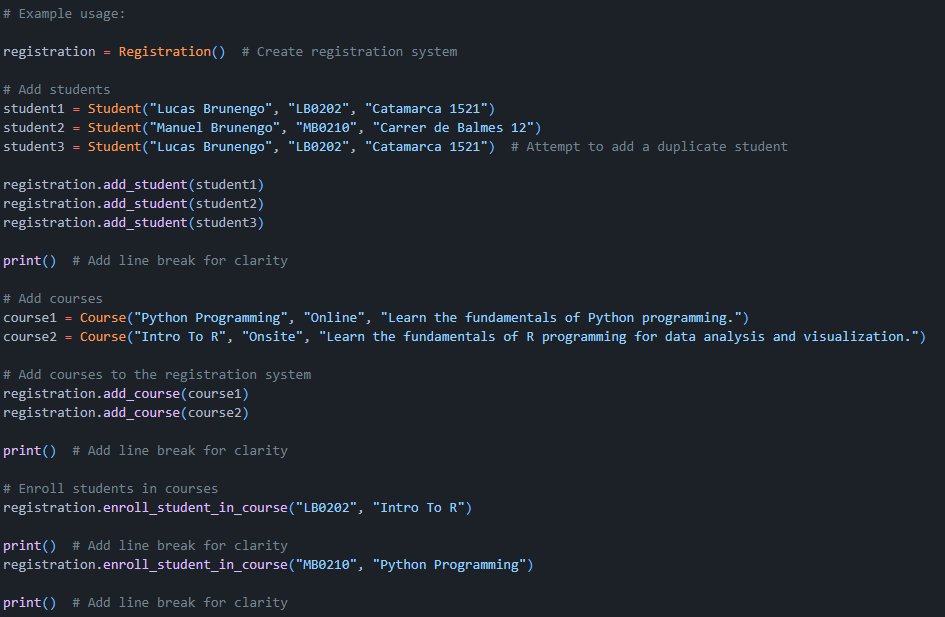 # Example usage:
registration = Registration()  # Create registration system
# Add students
student1 = Student("Lucas Brunengo", "LB0202", "Catamarca 1521")
student2 = Student("Manuel Brunengo", "MB0210", "Carrer de Balmes 12")
student3 = Student("Lucas Brunengo", "LB0202", "Catamarca 1521")  # Attempt to add a duplicate student
registration.add_student(student1)
registration.add_student(student2)
registration.add_student(student3)
print()  # Add line break for clarity
# Add courses
course1 = Course("Python Programming", "Online", "Learn the fundamentals of Python programming.")
course2 = Course("Intro To R", "Onsite", "Learn the fundamentals of R programming for data analysis and visualization.")
# Add courses to the registration system
registration.add_course(course1)
registration.add_course(course2)
print()  # Add line break for clarity
# Enroll students in courses
registration.enroll_student_in_course("LB0202", "Intro To R")
print()  # Add line break for clarity
registration.enroll_student_in_course("MB0210", "Python Programming")
print()  # Add line break for clarity